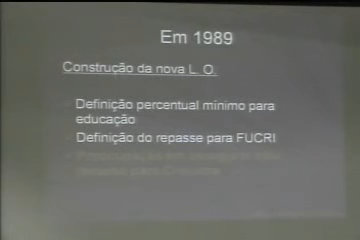 Em 1989
Construção da nova L. O.
Definição percentual mínimo para
educação
Definição do repasse para FUCRI